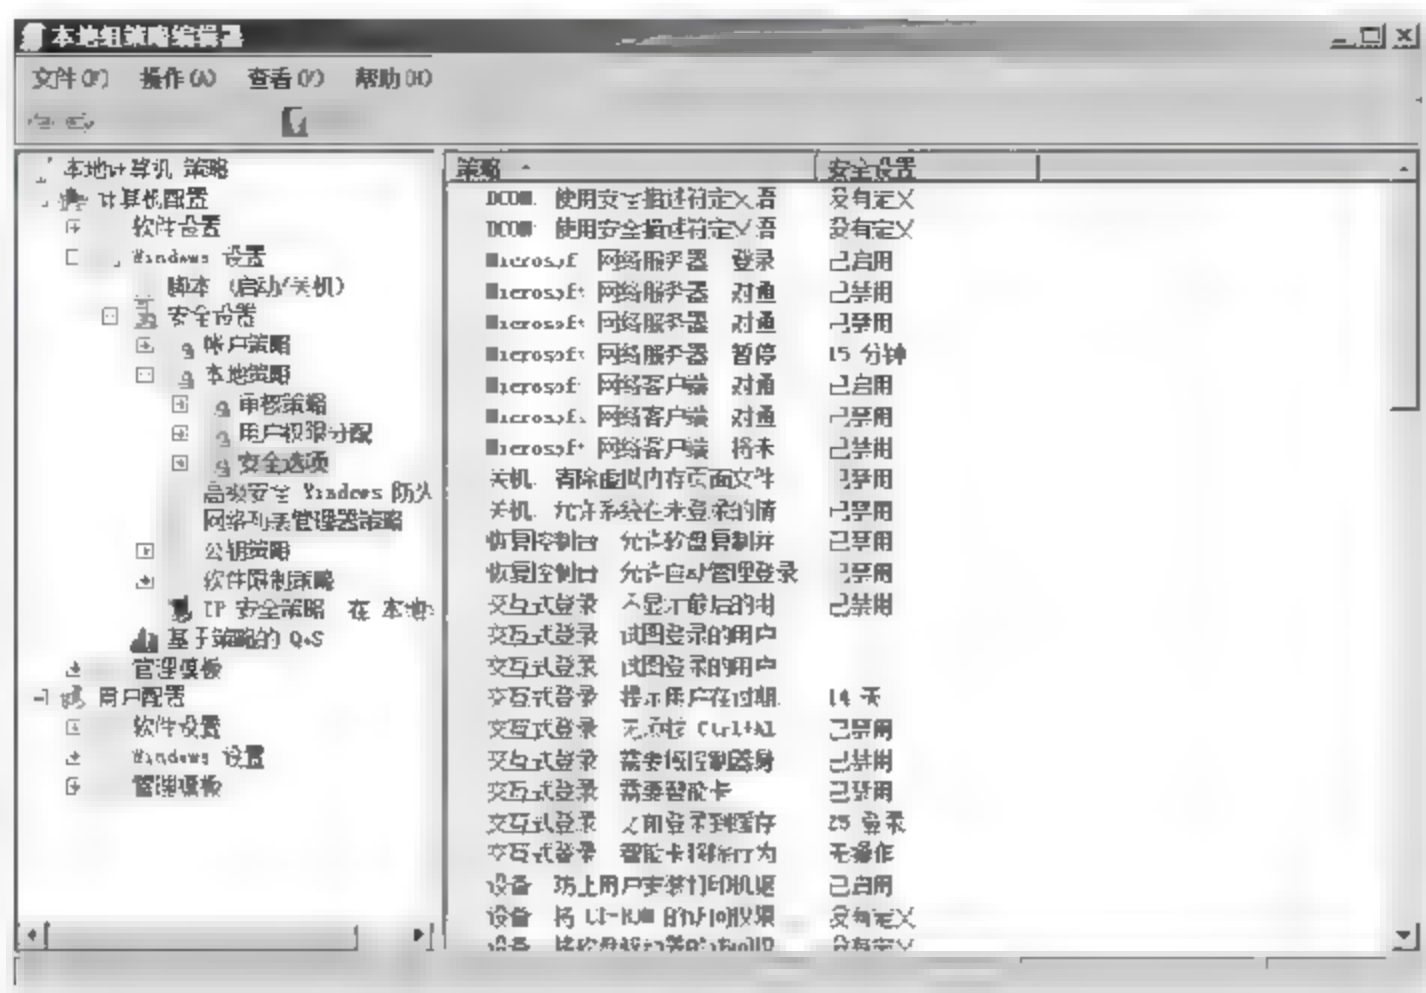 本地组策略编辑器
文件(F) 操作(A) 查看(V) 帮助(H)
本地计算机 策略
计算机配置
软件设置
Windows 设置
脚本 (启动/关机)
安全设置
帐户策略
本地策略
审核策略
用户权限分配
安全选项
高级安全 Windows 防火
网络列表管理器策略
公钥策略
软件限制策略
IP 安全策略 在 本地
基于策略的 QoS
管理模板
用户配置
软件设置
Windows 设置
管理模板
策略 安全设置
DCOM: 使用安全描述符定义语 没有定义
DCOM: 使用安全描述符定义语 没有定义
Microsoft 网络服务器 登录 已启用
Microsoft 网络服务器 对通 已禁用
Microsoft 网络服务器 对通 已禁用
Microsoft 网络服务器 暂停 15 分钟
Microsoft 网络客户端 对通 已启用
Microsoft 网络客户端 对通 已禁用
Microsoft 网络客户端 将未 已禁用
关机: 清除虚拟内存页面文件 已禁用
关机: 允许系统在未登录的情 已禁用
恢复控制台 允许软盘复制并 已禁用
恢复控制台 允许自动管理登录 已禁用
交互式登录 不显示最后的用 已禁用
交互式登录 试图登录的用户
交互式登录 试图登录的用户
交互式登录 提示用户在过期 14 天
交互式登录 无须按 Ctrl+Al 已禁用
交互式登录 需要域控制器身 已禁用
交互式登录 需要智能卡 已禁用
交互式登录 之前登录到缓存 25 登录
交互式登录 智能卡移除行为 无操作
设备 防止用户安装打印机驱 已启用
设备 将 CD-ROM 的访问权限 没有定义
设备 将软盘驱动器的访问权 没有定义